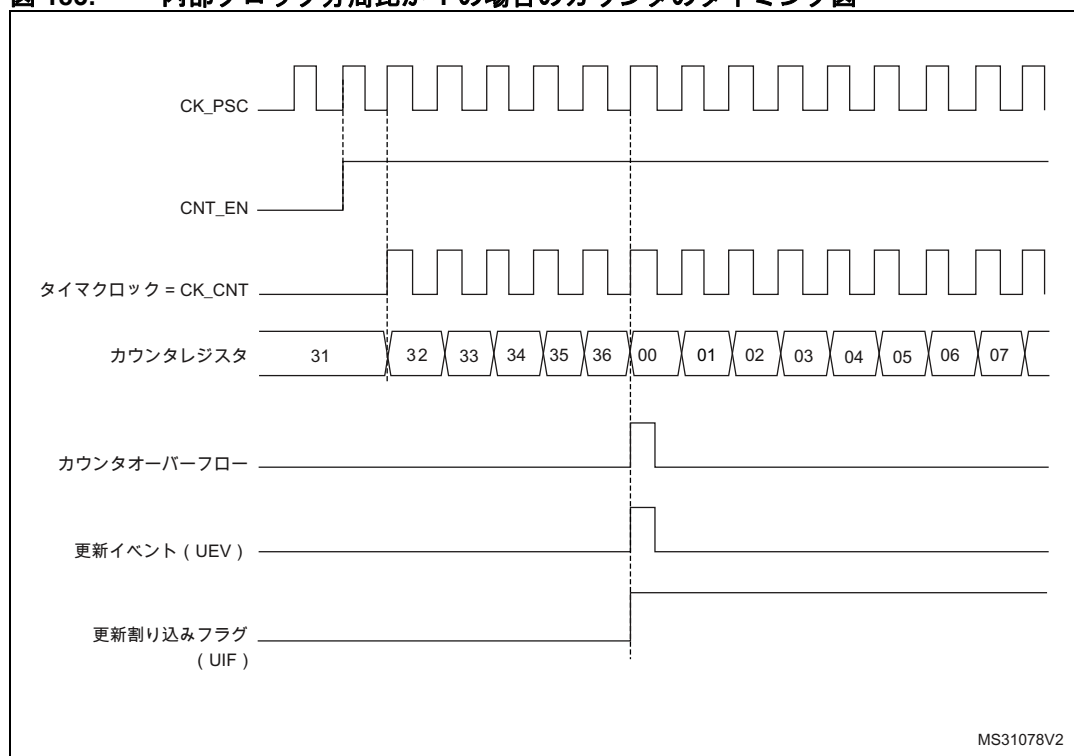 CK_PSC
CNT_EN
タイマクロック = CK_CNT
カウンタレジスタ 31 32 33 34 35 36 00 01 02 03 04 05 06 07
カウンタオーバーフロー
更新イベント ( UEV )
更新割り込みフラグ
( UIF )
MS31078V2